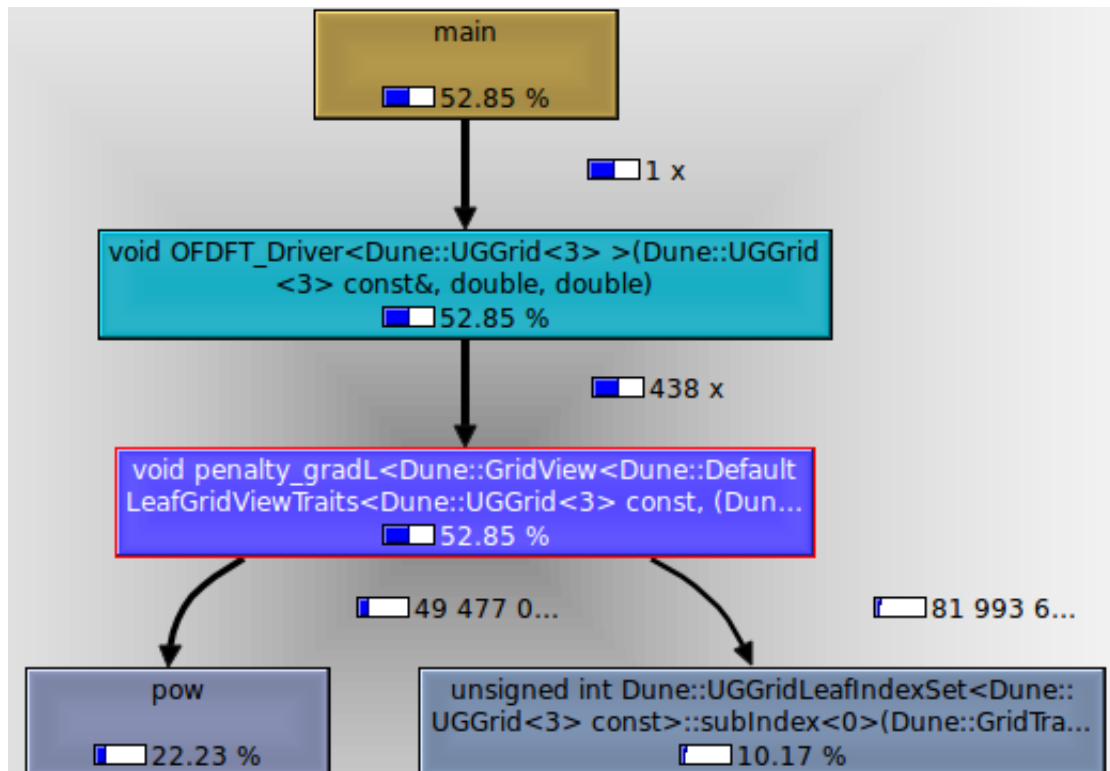 main
52.85 %
1 x
void OFDFT_Driver<Dune::UGGrid<3> >(Dune::UGGrid
<3> const&, double, double)
52.85 %
438 x
void penalty_gradL<Dune::GridView<Dune::Default
LeafGridViewTraits<Dune::UGGrid<3> const, (Dun...
52.85 %
49 477 0...
81 993 6...
pow
22.23 %
unsigned int Dune::UGGridLeafIndexSet<Dune::
UGGrid<3> const>::subIndex<0>(Dune::GridTra...
10.17 %